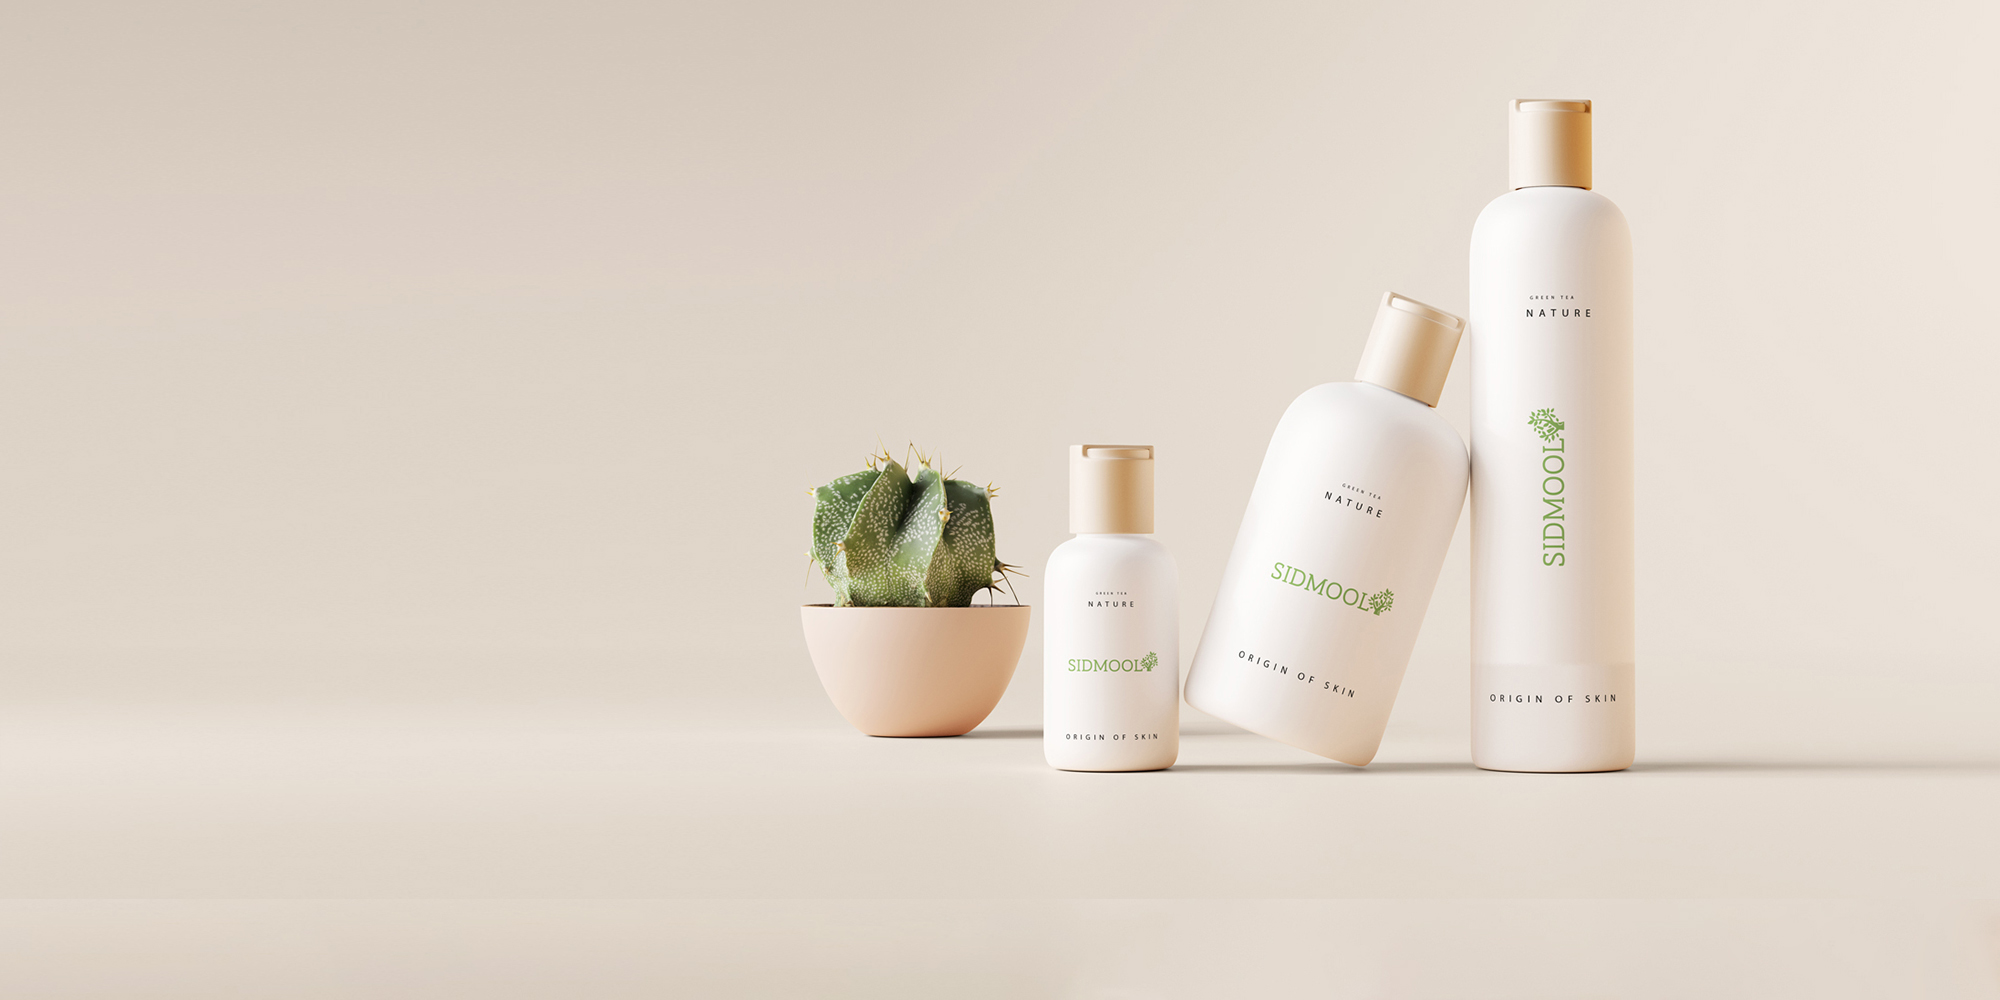 GREEN TEA
NATURE
SIDMOOL
ORIGIN OF SKIN
GREEN TEA
NATURE
SIDMOOL
ORIGIN OF SKIN
GREEN TEA
NATURE
SIDMOOL
ORIGIN OF SKIN